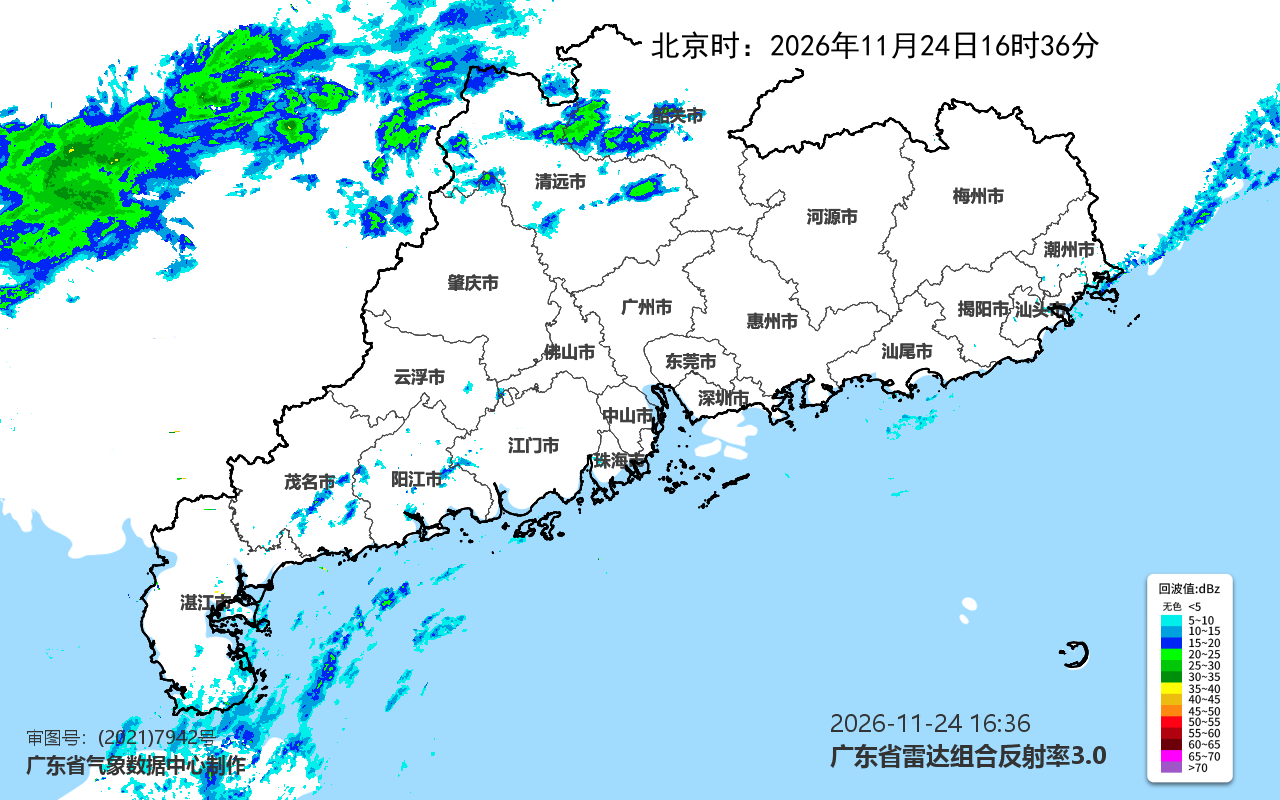 北京时：2026年11月24日16时36分
韶关市
清远市
梅州市
河源市
潮州市
肇庆市
广州市
揭阳市
汕头市
惠州市
佛山市
汕尾市
东莞市
云浮市
深圳市
中山市
江门市
珠海市
茂名市
阳江市
湛江市
回波值:dBz
无色 <5
5~10
10~15
15~20
20~25
25~30
30~35
35~40
40~45
45~50
50~55
55~60
60~65
65~70
>70
2026-11-24 16:36
广东省雷达组合反射率3.0
审图号：(2021)7942号
广东省气象数据中心制作